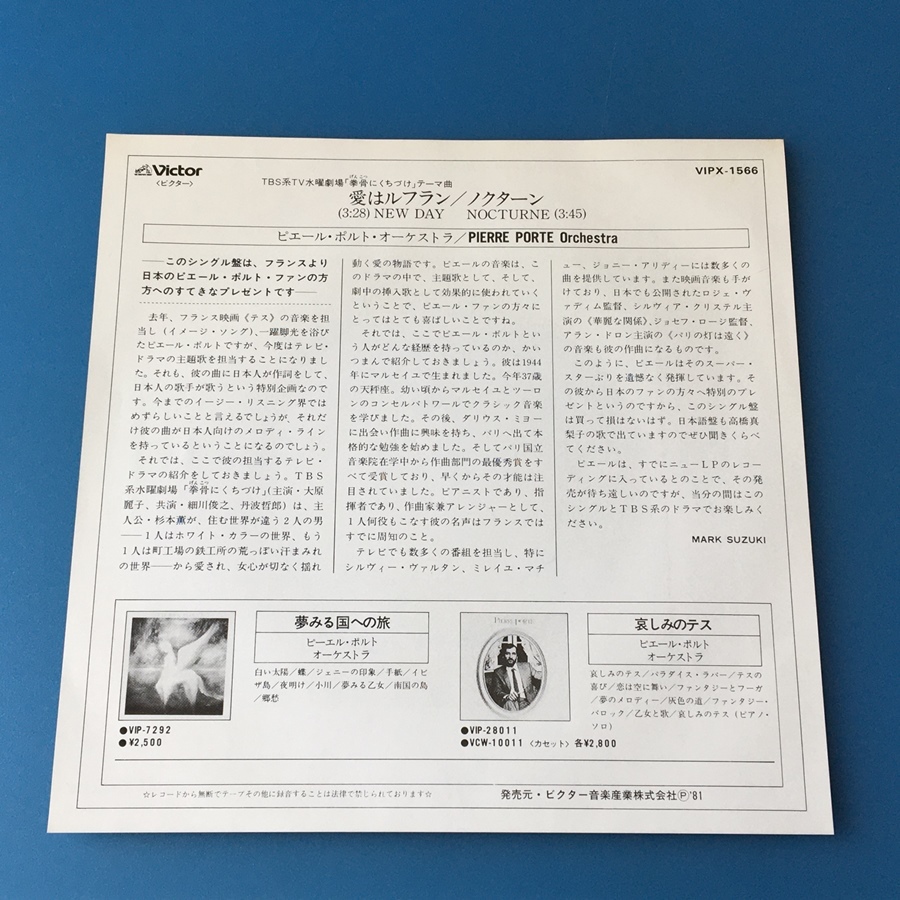 Victor
〈ビクター〉
VIPX-1566
TBS系TV水曜劇場「拳骨にくちづけ」テーマ曲
げんこつ
愛はルフラン/ノクターン
(3:28) NEW DAY NOCTURNE (3:45)
ピエール・ポルト・オーケストラ/PIERRE PORTE Orchestra
——このシングル盤は、フランスより
日本のピエール・ポルト・ファンの方
方へのすてきなプレゼントです——
去年、フランス映画《テス》の音楽を担
当し(イメージ・ソング)、一躍脚光を浴び
たピエール・ポルトですが、今度はテレビ・
ドラマの主題歌を担当することになりまし
た。それも、彼の曲に日本人が作詞をして、
日本人の歌手が歌うという特別企画なので
す。今までのイージー・リスニング界では
めずらしいことと言えるでしょうが、それだ
け彼の曲が日本人向けのメロディ・ライン
を持っているということになるのでしょう。
それでは、ここで彼の担当するテレビ・
ドラマの紹介をしておきましょう。TBS
げんこつ
系水曜劇場「拳骨にくちづけ」(主演・大原
麗子、共演・細川俊之、丹波哲郎)は、主
人公・杉本薫が、住む世界が違う2人の男
——1人はホワイト・カラーの世界、もう
1人は町工場の鉄工所の荒っぽい汗まみれ
の世界——から愛され、女心が切なく揺れ
動く愛の物語です。ピエールの音楽は、こ
のドラマの中で、主題歌として、そして、
劇中の挿入歌として効果的に使われていく
ということで、ピエール・ファンの方々に
とってはとても喜ばしいことですね。
それでは、ここでピエール・ポルトとい
う人がどんな経歴を持っているのか、かい
つまんで紹介しておきましょう。彼は1944
年にマルセイユで生まれました。今年37歳
の天秤座。幼い頃からマルセイユとツーロ
ンのコンセルバトワールでクラシック音楽
を学びました。その後、ダリウス・ミヨー
に出会い作曲に興味を持ち、パリへ出て本
格的な勉強を始めました。そしてパリ国立
音楽院在学中から作曲部門の最優秀賞をす
べて受賞しており、早くからその才能は注
目されていました。ピアニストであり、指
揮者であり、作曲家兼アレンジャーとして、
1人何役もこなす彼の名声はフランスでは
すでに周知のこと。
テレビでも数多くの番組を担当し、特に
シルヴィー・ヴァルタン、ミレイユ・マチ
ュー、ジョニー・アリディーには数多くの
曲を提供しています。また映画音楽も手が
けており、日本でも公開されたロジェ・ヴ
ァディム監督、シルヴィア・クリステル主
演の《華麗な関係》、ジョセフ・ロージ監督、
アラン・ドロン主演の《パリの灯は遠く》
の音楽も彼の作曲になるものです。
このように、ピエールはそのスーパー・
スターぶりを遺憾なく発揮しています。そ
の彼から日本のファンの方々へ特別のプレ
ゼントというのですから、このシングル盤
は買って損はないはず。日本語盤も高橋真
梨子の歌で出ていますのでぜひ聞きくらべ
てください。
ピエールは、すでにニューLPのレコー
ディングに入っているとのことで、その発
売が待ち遠しいのですが、当分の間はこの
シングルとTBS系のドラマでお楽しみく
ださい。
MARK SUZUKI
夢みる国への旅
ピーエル・ポルト
オーケストラ
白い太陽/蝶/ジェニーの印象/手紙/イビ
ザ島/夜明け/小川/夢みる乙女/南国の鳥
/郷愁
●VIP-7292
●¥2,500
哀しみのテス
ピエール・ポルト
オーケストラ
哀しみのテス/パラダイス・ラバー/テスの
喜び/恋は空に舞い/ファンタジーとフーガ
/夢のメロディー/灰色の道/ファンタジー・
バロック/乙女と歌/哀しみのテス(ピアノ・
ソロ)
●VIP-28011
●VCW-10011 〈カセット〉 各¥2,800
☆レコードから無断でテープその他に録音することは法律で禁じられております☆
発売元・ビクター音楽産業株式会社Ⓟ'81